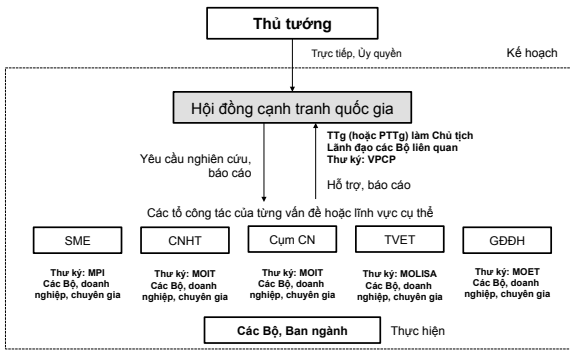 Thủ tướng
Trực tiếp, Ủy quyền
Kế hoạch
Hội đồng cạnh tranh quốc gia
TTg (hoặc PTTg) làm Chủ tịch
Lãnh đạo các Bộ liên quan
Thư ký: VPCP
Yêu cầu nghiên cứu,
báo cáo
Hỗ trợ, báo cáo
Các tổ công tác của từng vấn đề hoặc lĩnh vực cụ thể
SME
CNHT
Cụm CN
TVET
GĐĐH
Thư ký: MPI
Các Bộ, doanh
nghiệp, chuyên gia
Thư ký: MOIT
Các Bộ, doanh
nghiệp, chuyên gia
Thư ký: MOIT
Các Bộ, doanh
nghiệp, chuyên gia
Thư ký: MOLISA
Các Bộ, doanh
nghiệp, chuyên gia
Thư ký: MOET
Các Bộ, doanh
nghiệp, chuyên gia
Các Bộ, Ban ngành
Thực hiện